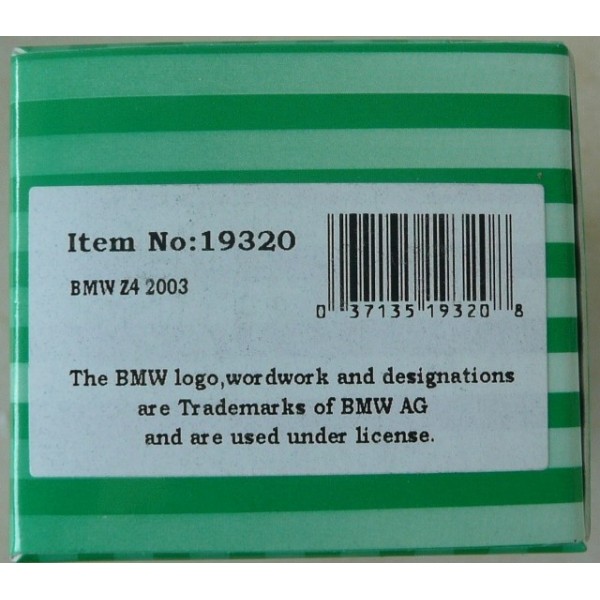 Item No:19320
BMW Z4 2003
0 37135 19320 8
The BMW logo,wordwork and designations
are Trademarks of BMW AG
and are used under license.